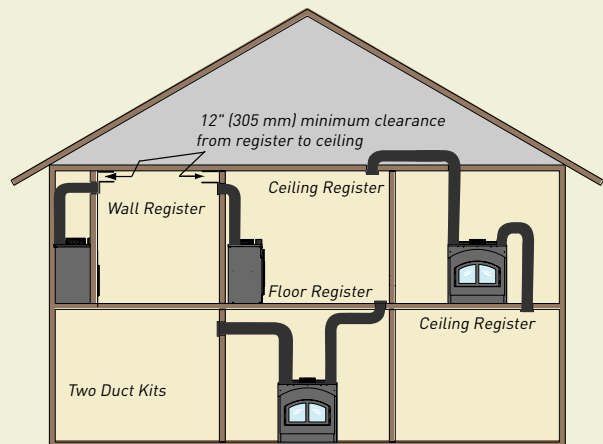 12" (305 mm) minimum clearance
from register to ceiling
Ceiling Register
Wall Register
Floor Register
Ceiling Register
Two Duct Kits